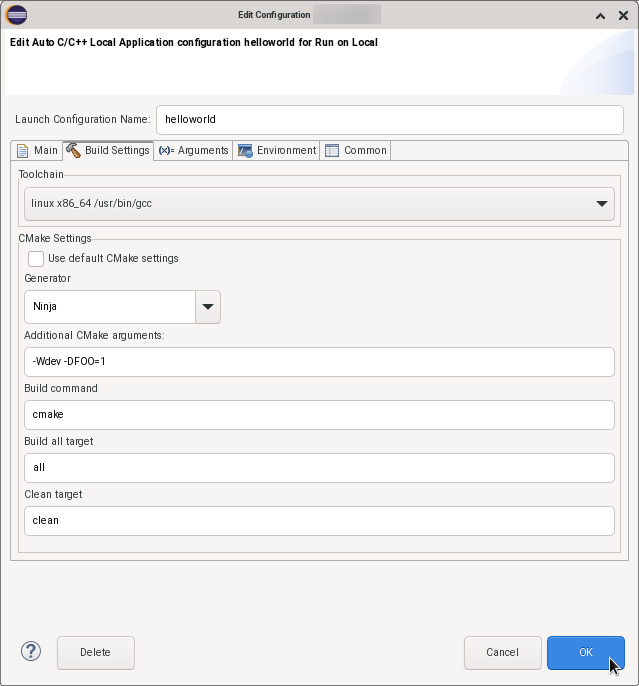 Edit Configuration
Edit Auto C/C++ Local Application configuration helloworld for Run on Local
Launch Configuration Name: helloworld
Main Build Settings (x)= Arguments Environment Common
Toolchain
linux x86_64 /usr/bin/gcc
CMake Settings
Use default CMake settings
Generator
Ninja
Additional CMake arguments:
-Wdev -DFOO=1
Build command
cmake
Build all target
all
Clean target
clean
? Delete Cancel OK